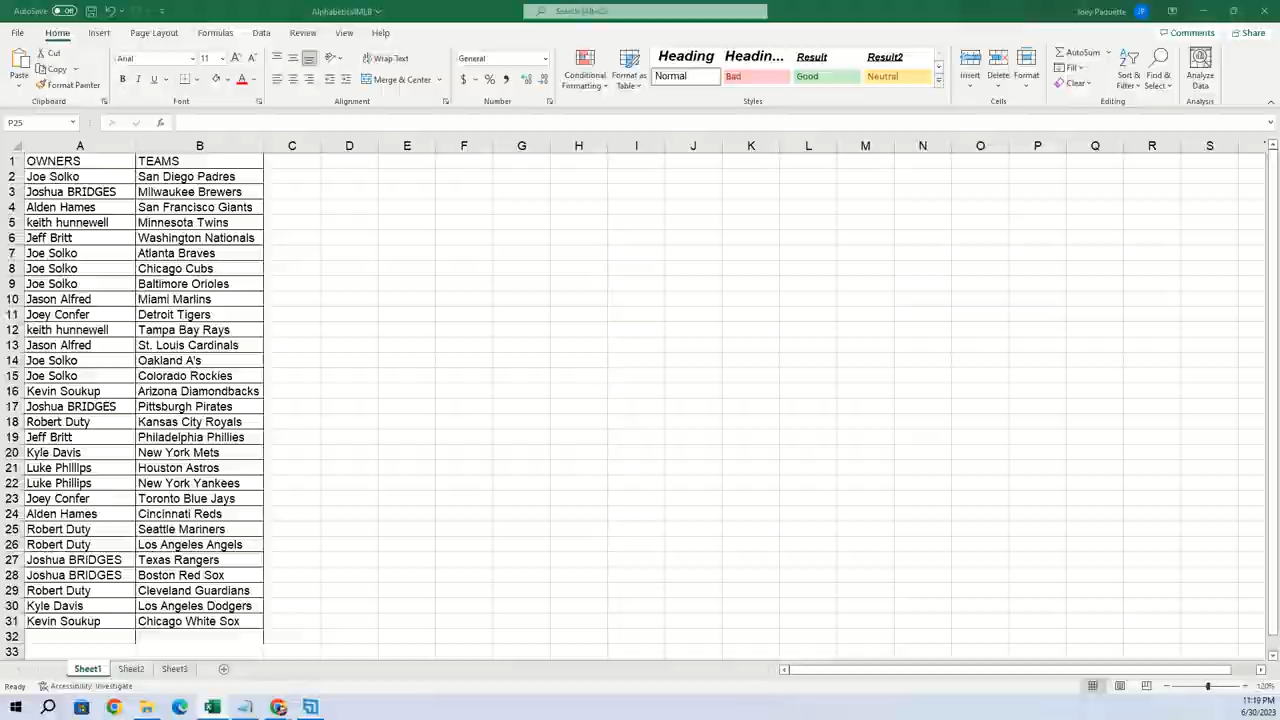 AutoSave Off AlphabeticsIMLB Search (Alt+Q) Joey Paquette JP
File Home Insert Page Layout Formulas Data Review View Help Comments Share
Paste Cut Copy Format Painter Arial 11 Wrap Text Merge & Center General Conditional Formatting Format as Table Heading Headin... Result Result2 Normal Bad Good Neutral Insert Delete Format AutoSum Fill Clear Sort & Filter Find & Select Analyze Data
Clipboard Font Alignment Number Styles Cells Editing Analysis
P25 fx
A B C D E F G H I J K L M N O P Q R S
1 OWNERS TEAMS
2 Joe Solko San Diego Padres
3 Joshua BRIDGES Milwaukee Brewers
4 Alden Hames San Francisco Giants
5 keith hunnewell Minnesota Twins
6 Jeff Britt Washington Nationals
7 Joe Solko Atlanta Braves
8 Joe Solko Chicago Cubs
9 Joe Solko Baltimore Orioles
10 Jason Alfred Miami Marlins
11 Joey Confer Detroit Tigers
12 keith hunnewell Tampa Bay Rays
13 Jason Alfred St. Louis Cardinals
14 Joe Solko Oakland A's
15 Joe Solko Colorado Rockies
16 Kevin Soukup Arizona Diamondbacks
17 Joshua BRIDGES Pittsburgh Pirates
18 Robert Duty Kansas City Royals
19 Jeff Britt Philadelphia Phillies
20 Kyle Davis New York Mets
21 Luke Phillips Houston Astros
22 Luke Phillips New York Yankees
23 Joey Confer Toronto Blue Jays
24 Alden Hames Cincinnati Reds
25 Robert Duty Seattle Mariners
26 Robert Duty Los Angeles Angels
27 Joshua BRIDGES Texas Rangers
28 Joshua BRIDGES Boston Red Sox
29 Robert Duty Cleveland Guardians
30 Kyle Davis Los Angeles Dodgers
31 Kevin Soukup Chicago White Sox
32
33
Sheet1 Sheet2 Sheet3
Ready Accessibility: Investigate 120%
11:19 PM
6/30/2023